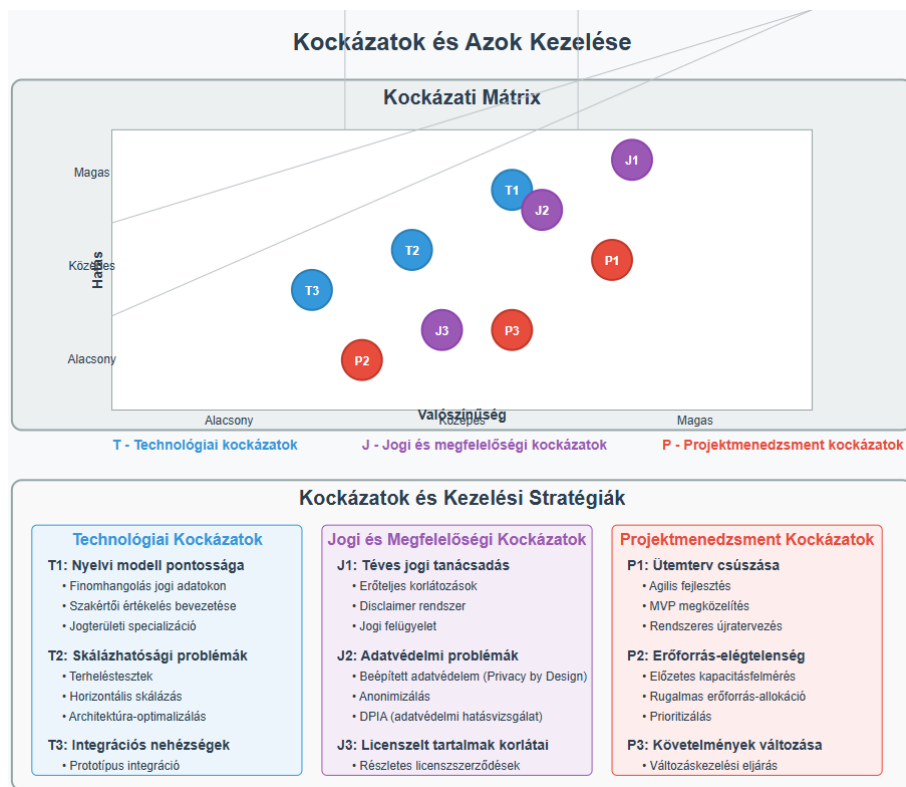 Kockázatok és Azok Kezelése
Kockázati Mátrix
Magas
Közepes
Alacsony
Hatás
J1
T1
J2
T2
P1
T3
J3
P3
P2
Alacsony
Közepes
Magas
Valószínűség
T - Technológiai kockázatok
J - Jogi és megfelelőségi kockázatok
P - Projektmenedzsment kockázatok
Kockázatok és Kezelési Stratégiák
Technológiai Kockázatok
T1: Nyelvi modell pontossága
• Finomhangolás jogi adatokon
• Szakértői értékelés bevezetése
• Jogterületi specializáció
T2: Skálázhatósági problémák
• Terheléstesztek
• Horizontális skálázás
• Architektúra-optimalizálás
T3: Integrációs nehézségek
• Prototípus integráció
Jogi és Megfelelőségi Kockázatok
J1: Téves jogi tanácsadás
• Erőteljes korlátozások
• Disclaimer rendszer
• Jogi felügyelet
J2: Adatvédelmi problémák
• Beépített adatvédelem (Privacy by Design)
• Anonimizálás
• DPIA (adatvédelmi hatásvizsgálat)
J3: Licenszelt tartalmak korlátai
• Részletes licenszszerződések
Projektmenedzsment Kockázatok
P1: Ütemterv csúszása
• Agilis fejlesztés
• MVP megközelítés
• Rendszeres újratervezés
P2: Erőforrás-elégtelenség
• Előzetes kapacitásfelmérés
• Rugalmas erőforrás-allokáció
• Prioritizálás
P3: Követelmények változása
• Változáskezelési eljárás